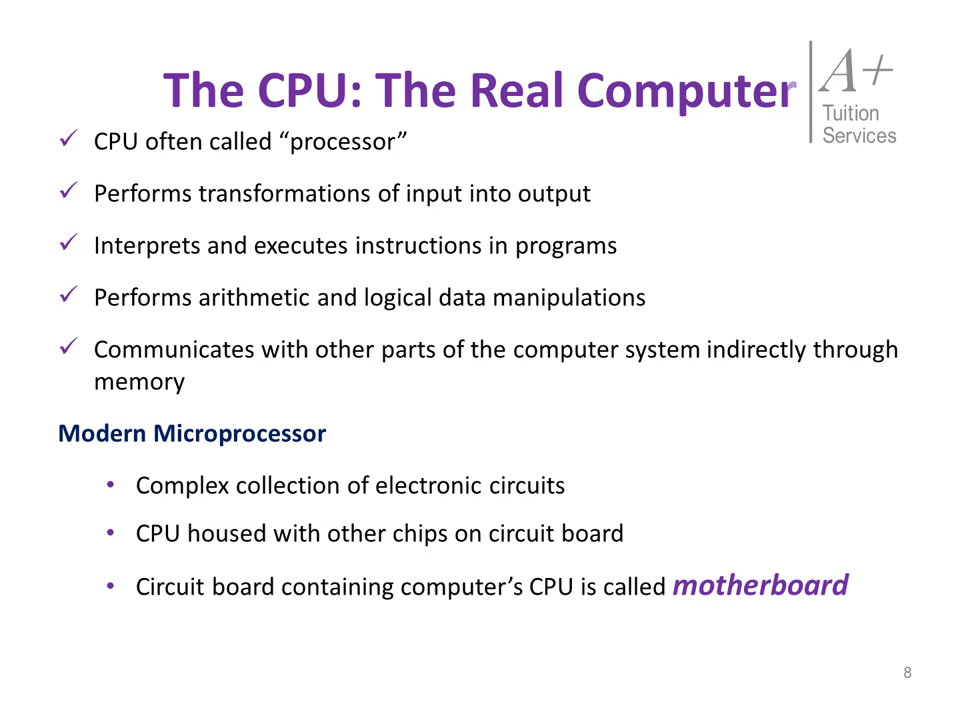 The CPU: The Real Computer
A+
Tuition
Services
✓ CPU often called “processor”
✓ Performs transformations of input into output
✓ Interprets and executes instructions in programs
✓ Performs arithmetic and logical data manipulations
✓ Communicates with other parts of the computer system indirectly through
memory
Modern Microprocessor
• Complex collection of electronic circuits
• CPU housed with other chips on circuit board
• Circuit board containing computer’s CPU is called motherboard
8